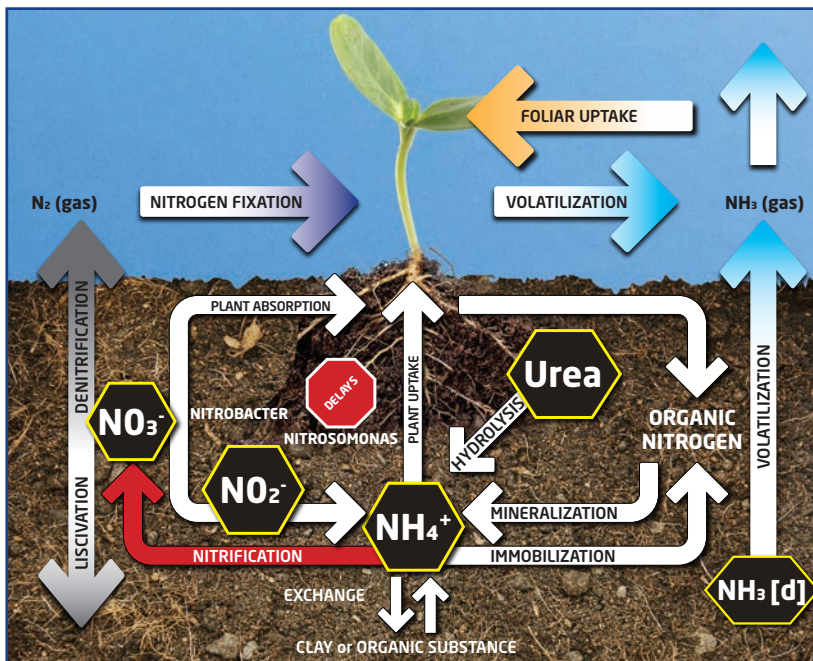 FOLIAR UPTAKE
N₂ (gas)
NITROGEN FIXATION
VOLATILIZATION
NH₃ (gas)
PLANT ABSORPTION
DENITRIFICATION
DELAYS
PLANT UPTAKE
Urea
HYDROLYSIS
ORGANIC
NITROGEN
VOLATILIZATION
N0₃⁻
NITROBACTER
NITROSOMONAS
LISCIVATION
N0₂⁻
NH₄⁺
MINERALIZATION
NITRIFICATION
IMMOBILIZATION
NH₃ [d]
EXCHANGE
CLAY or ORGANIC SUBSTANCE